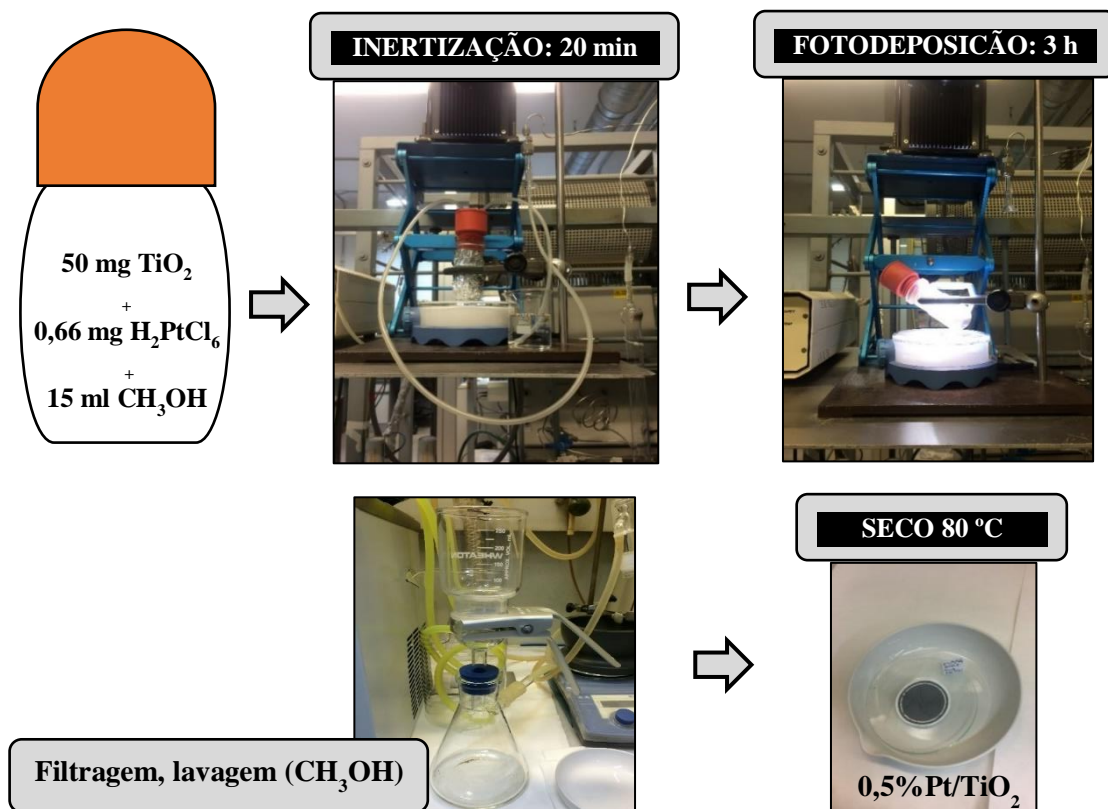 INERTIZAÇÃO: 20 min
FOTODEPOSICÃO: 3 h
50 mg TiO₂
+
0,66 mg H₂PtCl₆
+
15 ml CH₃OH
WHEATON
Filtragem, lavagem (CH₃OH)
SECO 80 ºC
0,5%Pt/TiO₂